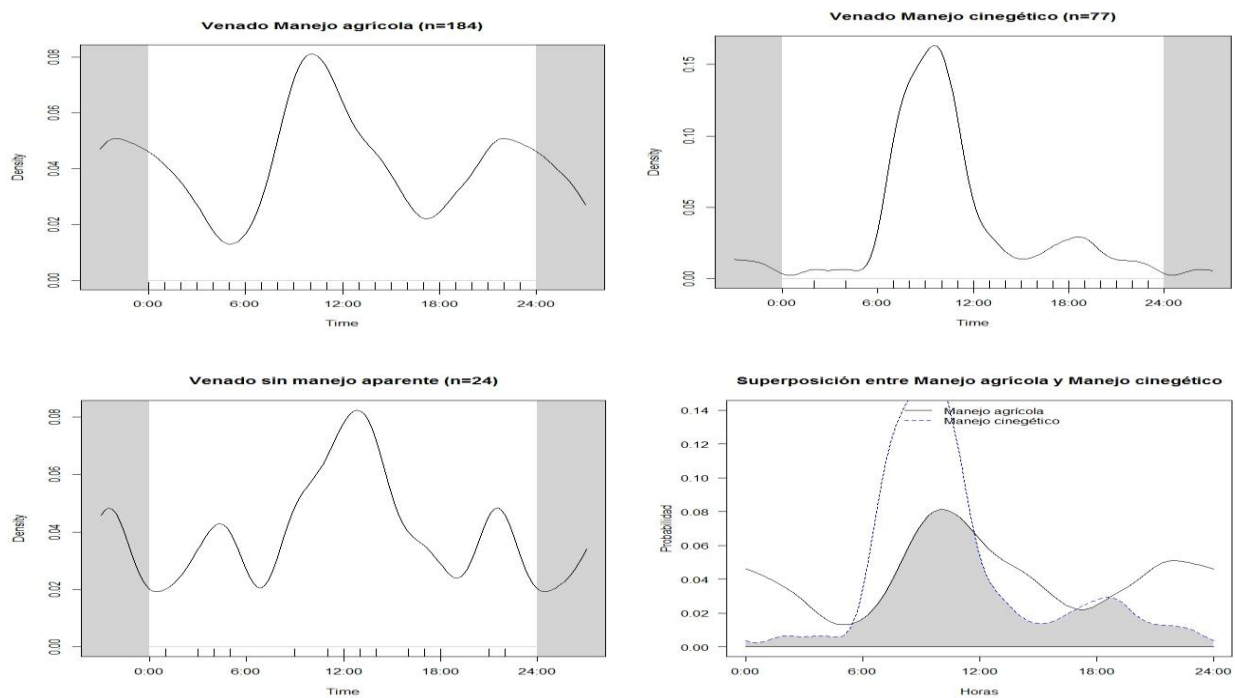 Venado Manejo agrícola (n=184)
Density
0.00 0.02 0.04 0.06 0.08
0:00 6:00 12:00 18:00 24:00
Time
Venado Manejo cinegético (n=77)
Density
0.00 0.05 0.10 0.15
0:00 6:00 12:00 18:00 24:00
Time
Venado sin manejo aparente (n=24)
Density
0.00 0.02 0.04 0.06 0.08
0:00 6:00 12:00 18:00 24:00
Time
Superposición entre Manejo agrícola y Manejo cinegético
Manejo agrícola
Manejo cinegético
Probabilidad
0.14
0.12
0.10
0.08
0.06
0.04
0.02
0.00
0:00 6:00 12:00 18:00 24:00
Horas